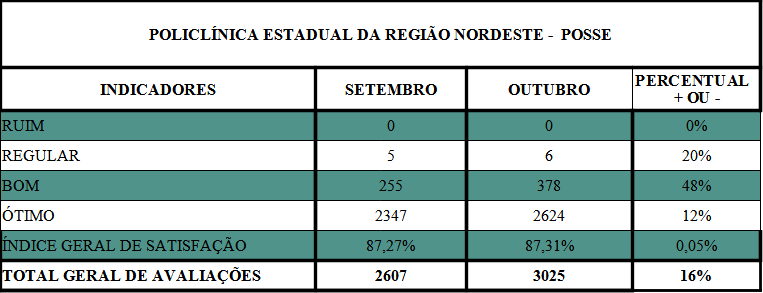 POLICLÍNICA ESTADUAL DA REGIÃO NORDESTE - POSSE
INDICADORES SETEMBRO OUTUBRO PERCENTUAL + OU -
RUIM 0 0 0%
REGULAR 5 6 20%
BOM 255 378 48%
ÓTIMO 2347 2624 12%
ÍNDICE GERAL DE SATISFAÇÃO 87,27% 87,31% 0,05%
TOTAL GERAL DE AVALIAÇÕES 2607 3025 16%